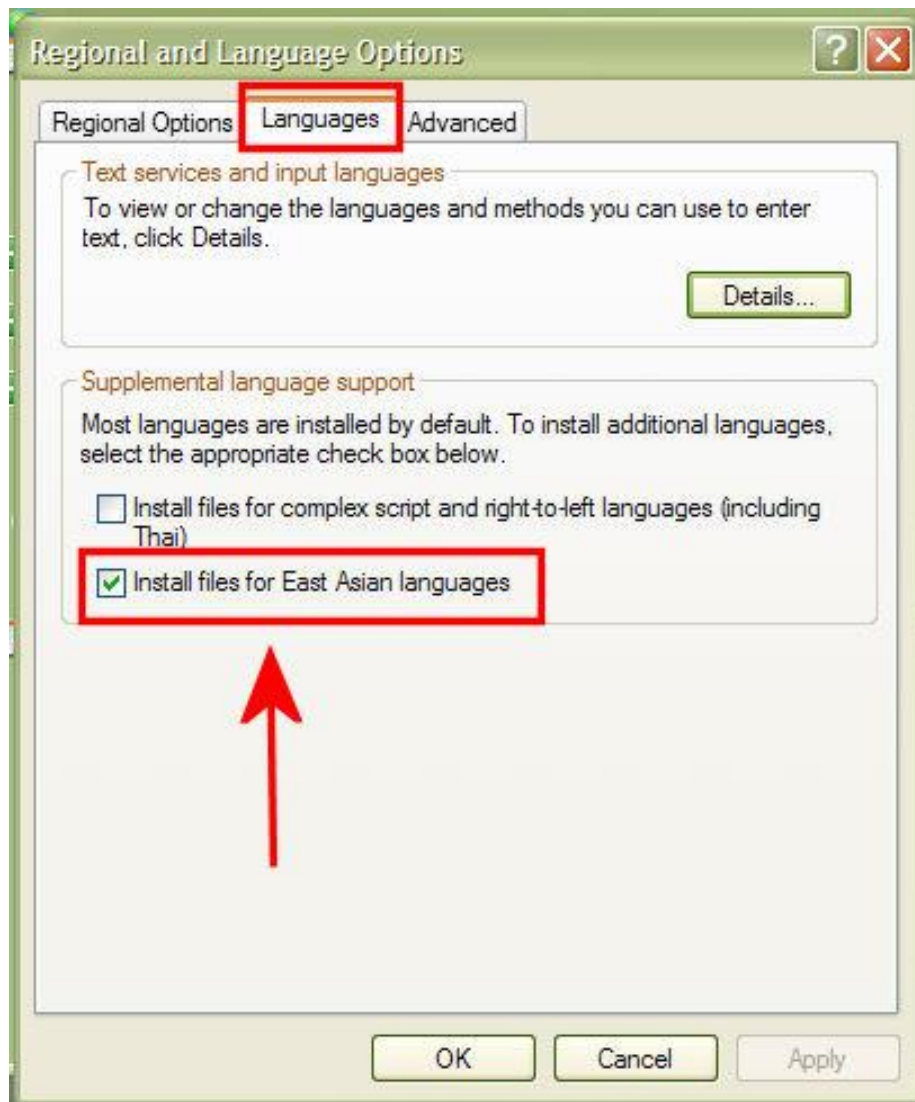 Regional and Language Options
Regional Options Languages Advanced
Text services and input languages
To view or change the languages and methods you can use to enter
text, click Details.
Details...
Supplemental language support
Most languages are installed by default. To install additional languages,
select the appropriate check box below.
Install files for complex script and right-to-left languages (including
Thai)
Install files for East Asian languages
OK Cancel Apply